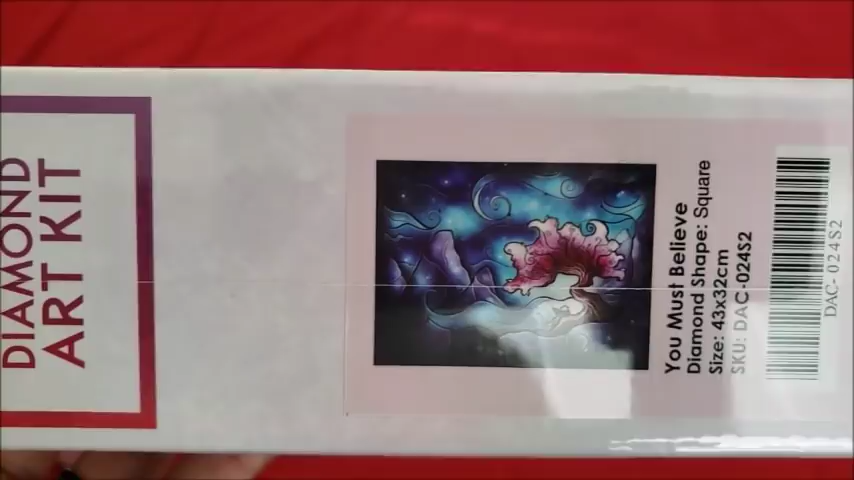 DIAMOND
ART KIT
You Must Believe
Diamond Shape: Square
Size: 43x32cm
SKU: DAC-024S2
DAC- 024S2